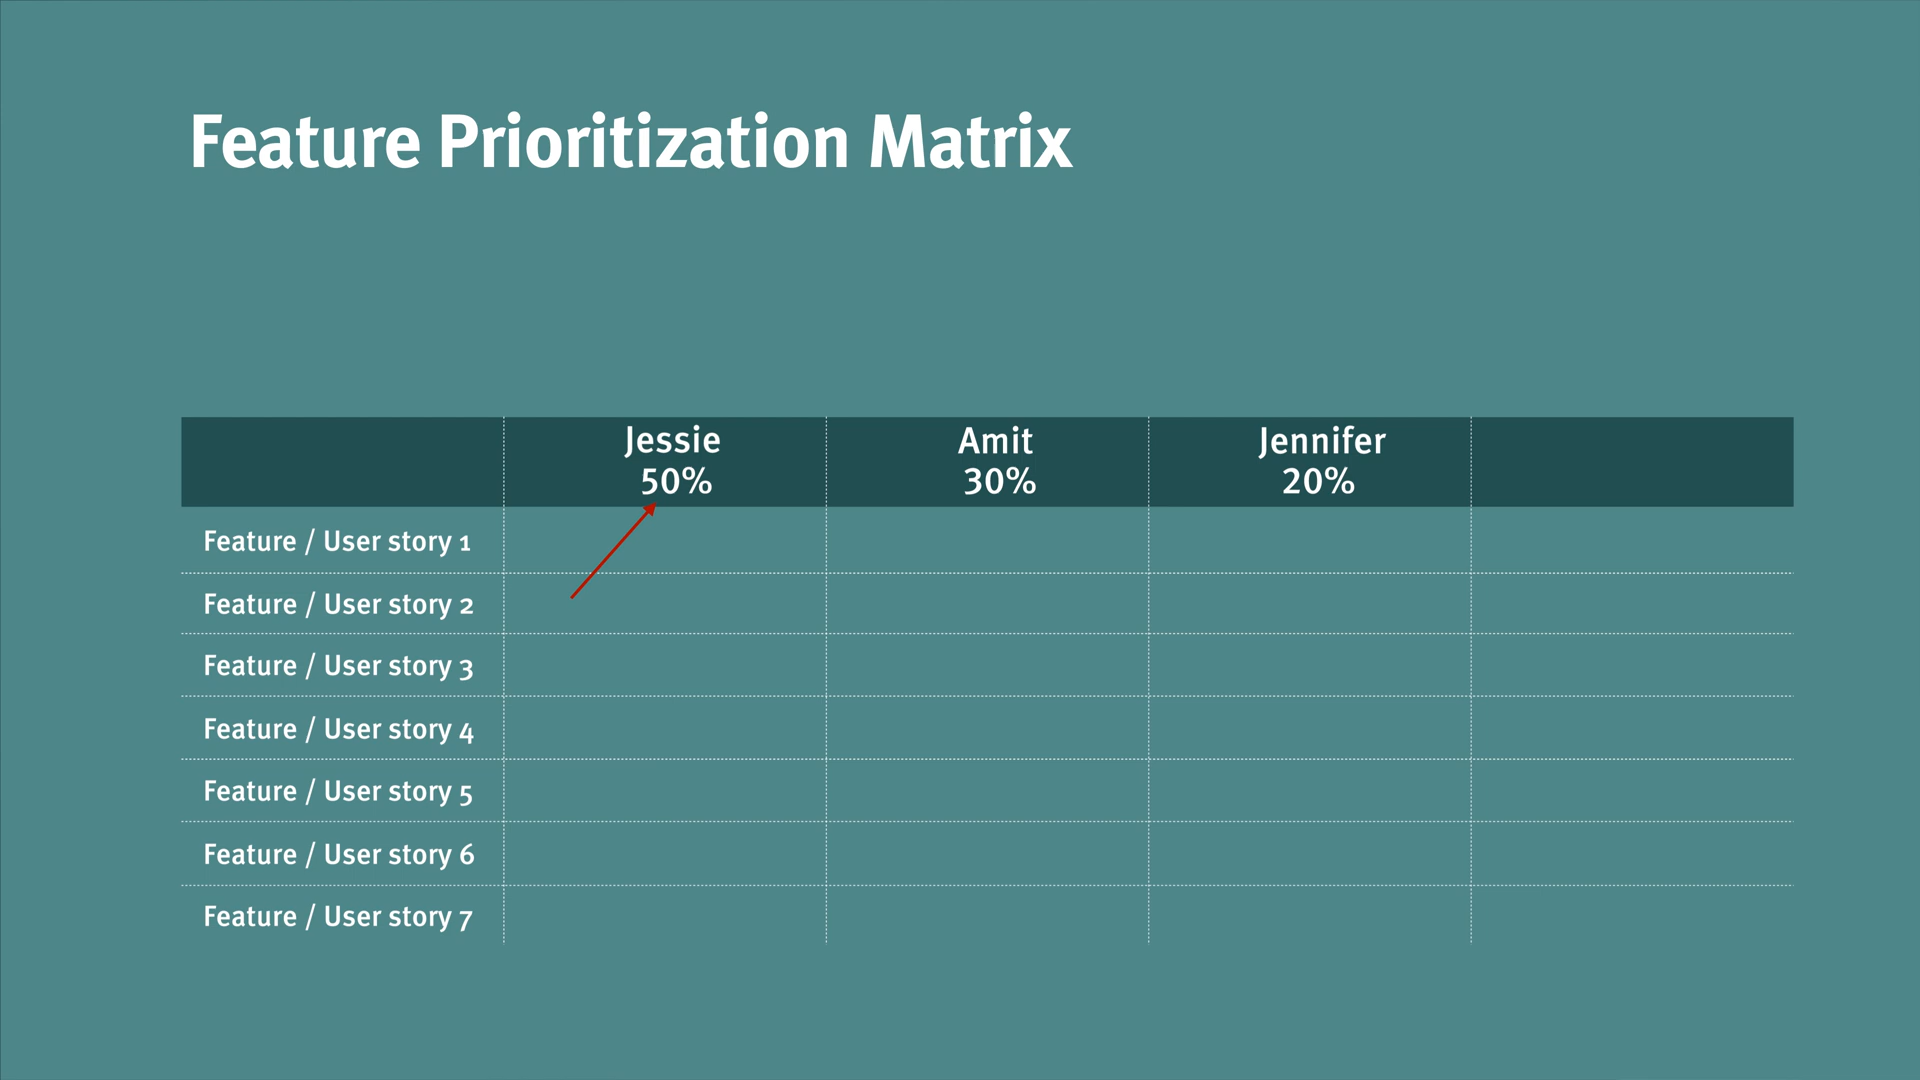 Feature Prioritization Matrix
Jessie Amit Jennifer
50% 30% 20%
Feature / User story 1
Feature / User story 2
Feature / User story 3
Feature / User story 4
Feature / User story 5
Feature / User story 6
Feature / User story 7